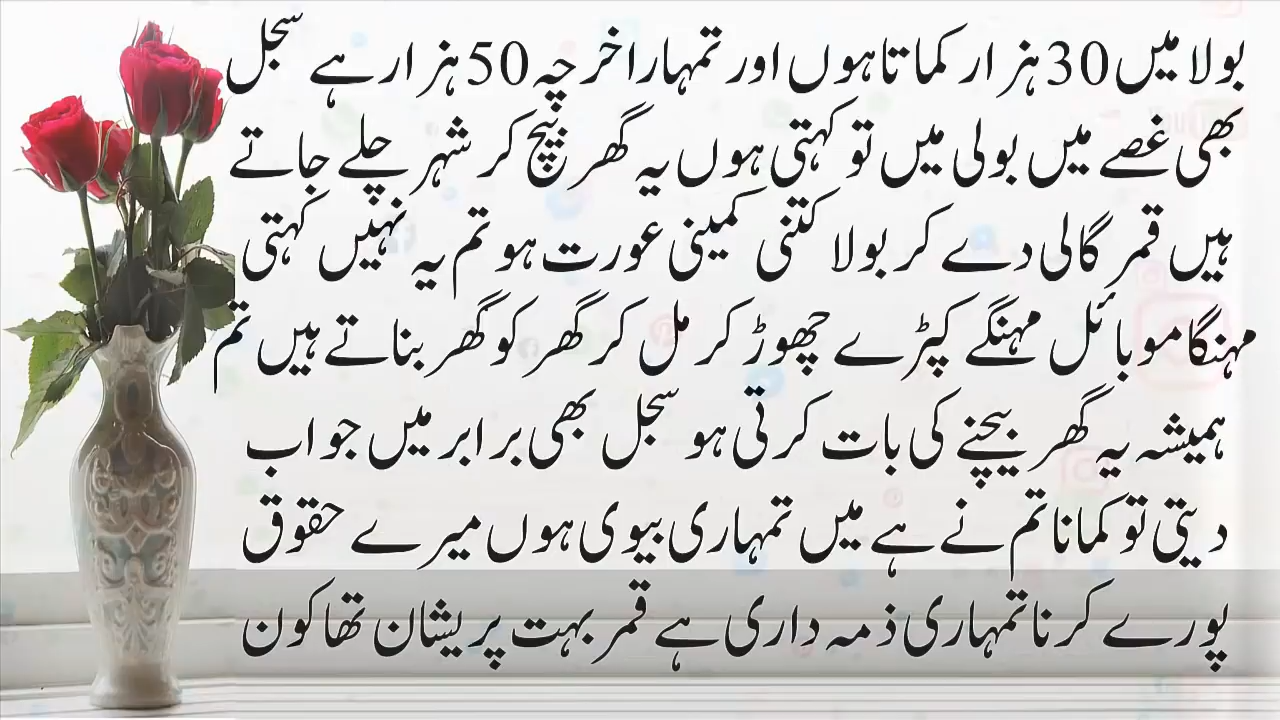 بولا میں 30 ہزار کماتا ہوں اور تمہارا خرچہ 50 ہزار ہے سجل
بھی غصے میں بولی میں تو کہتی ہوں یہ گھر بیچ کر شہر چلے جاتے
ہیں قمر گالی دے کر بولا کتنی کمینی عورت ہو تم یہ نہیں کہتی
مہنگا موبائل مہنگے کپڑے چھوڑ کر مل کر گھر کو گھر بناتے ہیں تم
ہمیشہ یہ گھر بیچنے کی بات کرتی ہو سجل بھی برابر میں جواب
دیتی تو کمانا تم نے ہے میں تمہاری بیوی ہوں میرے حقوق
پورے کرنا تمہاری ذمہ داری ہے قمر بہت پریشان تھا کون